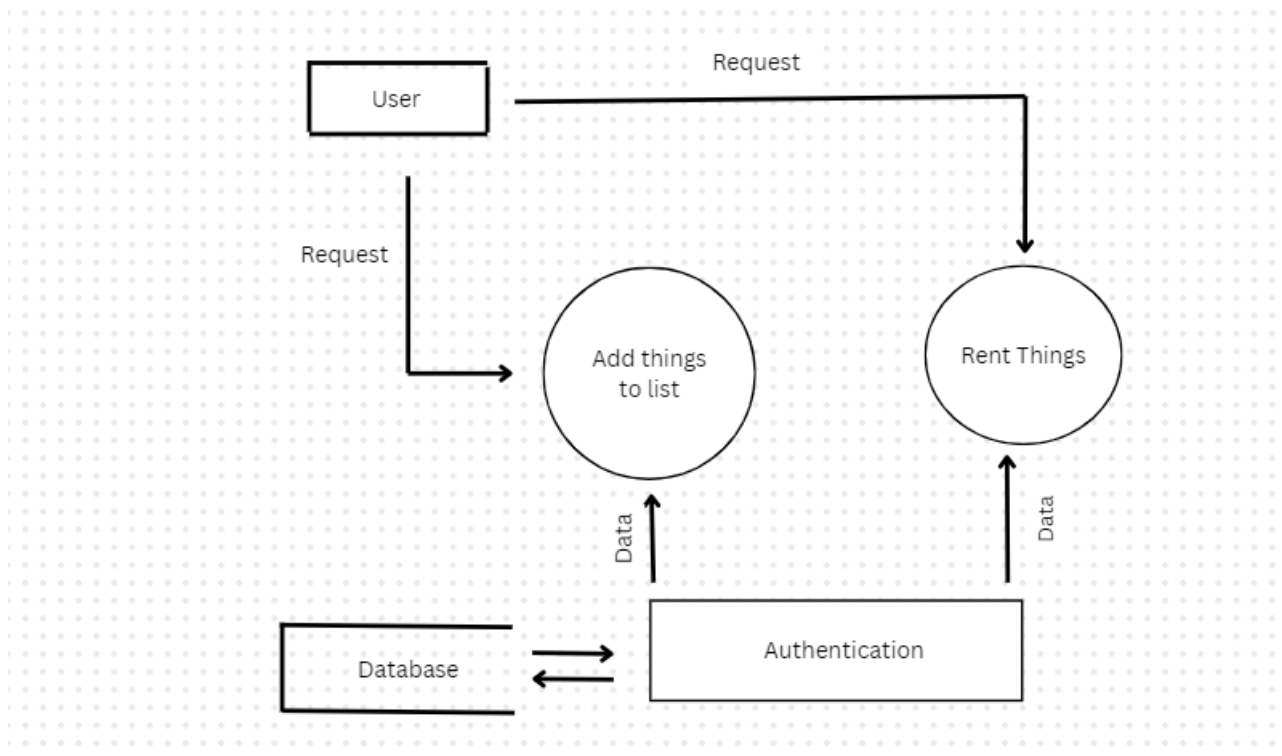 Request
User
Request
Add things
to list
Rent Things
Data
Data
Authentication
Database